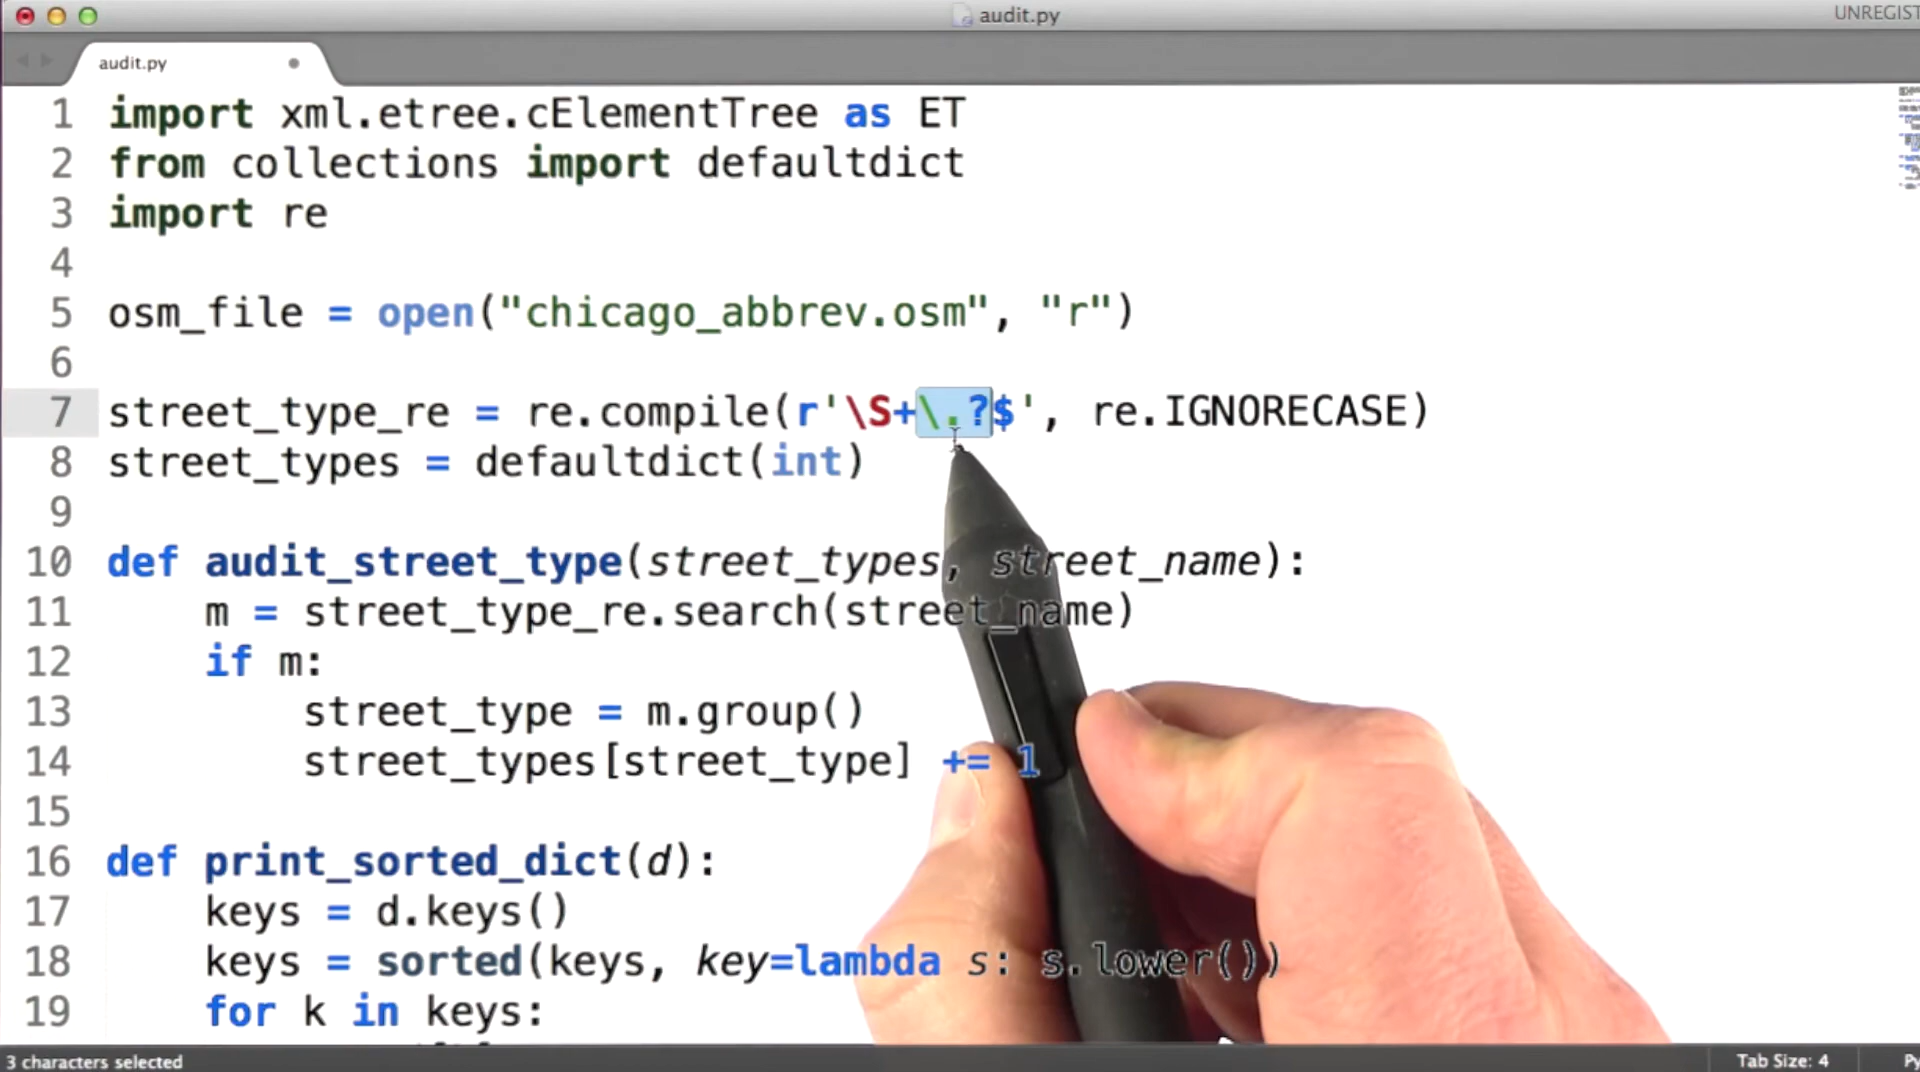 audit.py
UNREGIST
audit.py
1 import xml.etree.cElementTree as ET
2 from collections import defaultdict
3 import re
4
5 osm_file = open("chicago_abbrev.osm", "r")
6
7 street_type_re = re.compile(r'\S+\.?$', re.IGNORECASE)
8 street_types = defaultdict(int)
9
10 def audit_street_type(street_types, street_name):
11     m = street_type_re.search(street_name)
12     if m:
13         street_type = m.group()
14         street_types[street_type] += 1
15
16 def print_sorted_dict(d):
17     keys = d.keys()
18     keys = sorted(keys, key=lambda s: s.lower())
19     for k in keys:
3 characters selected
Tab Size: 4
Py